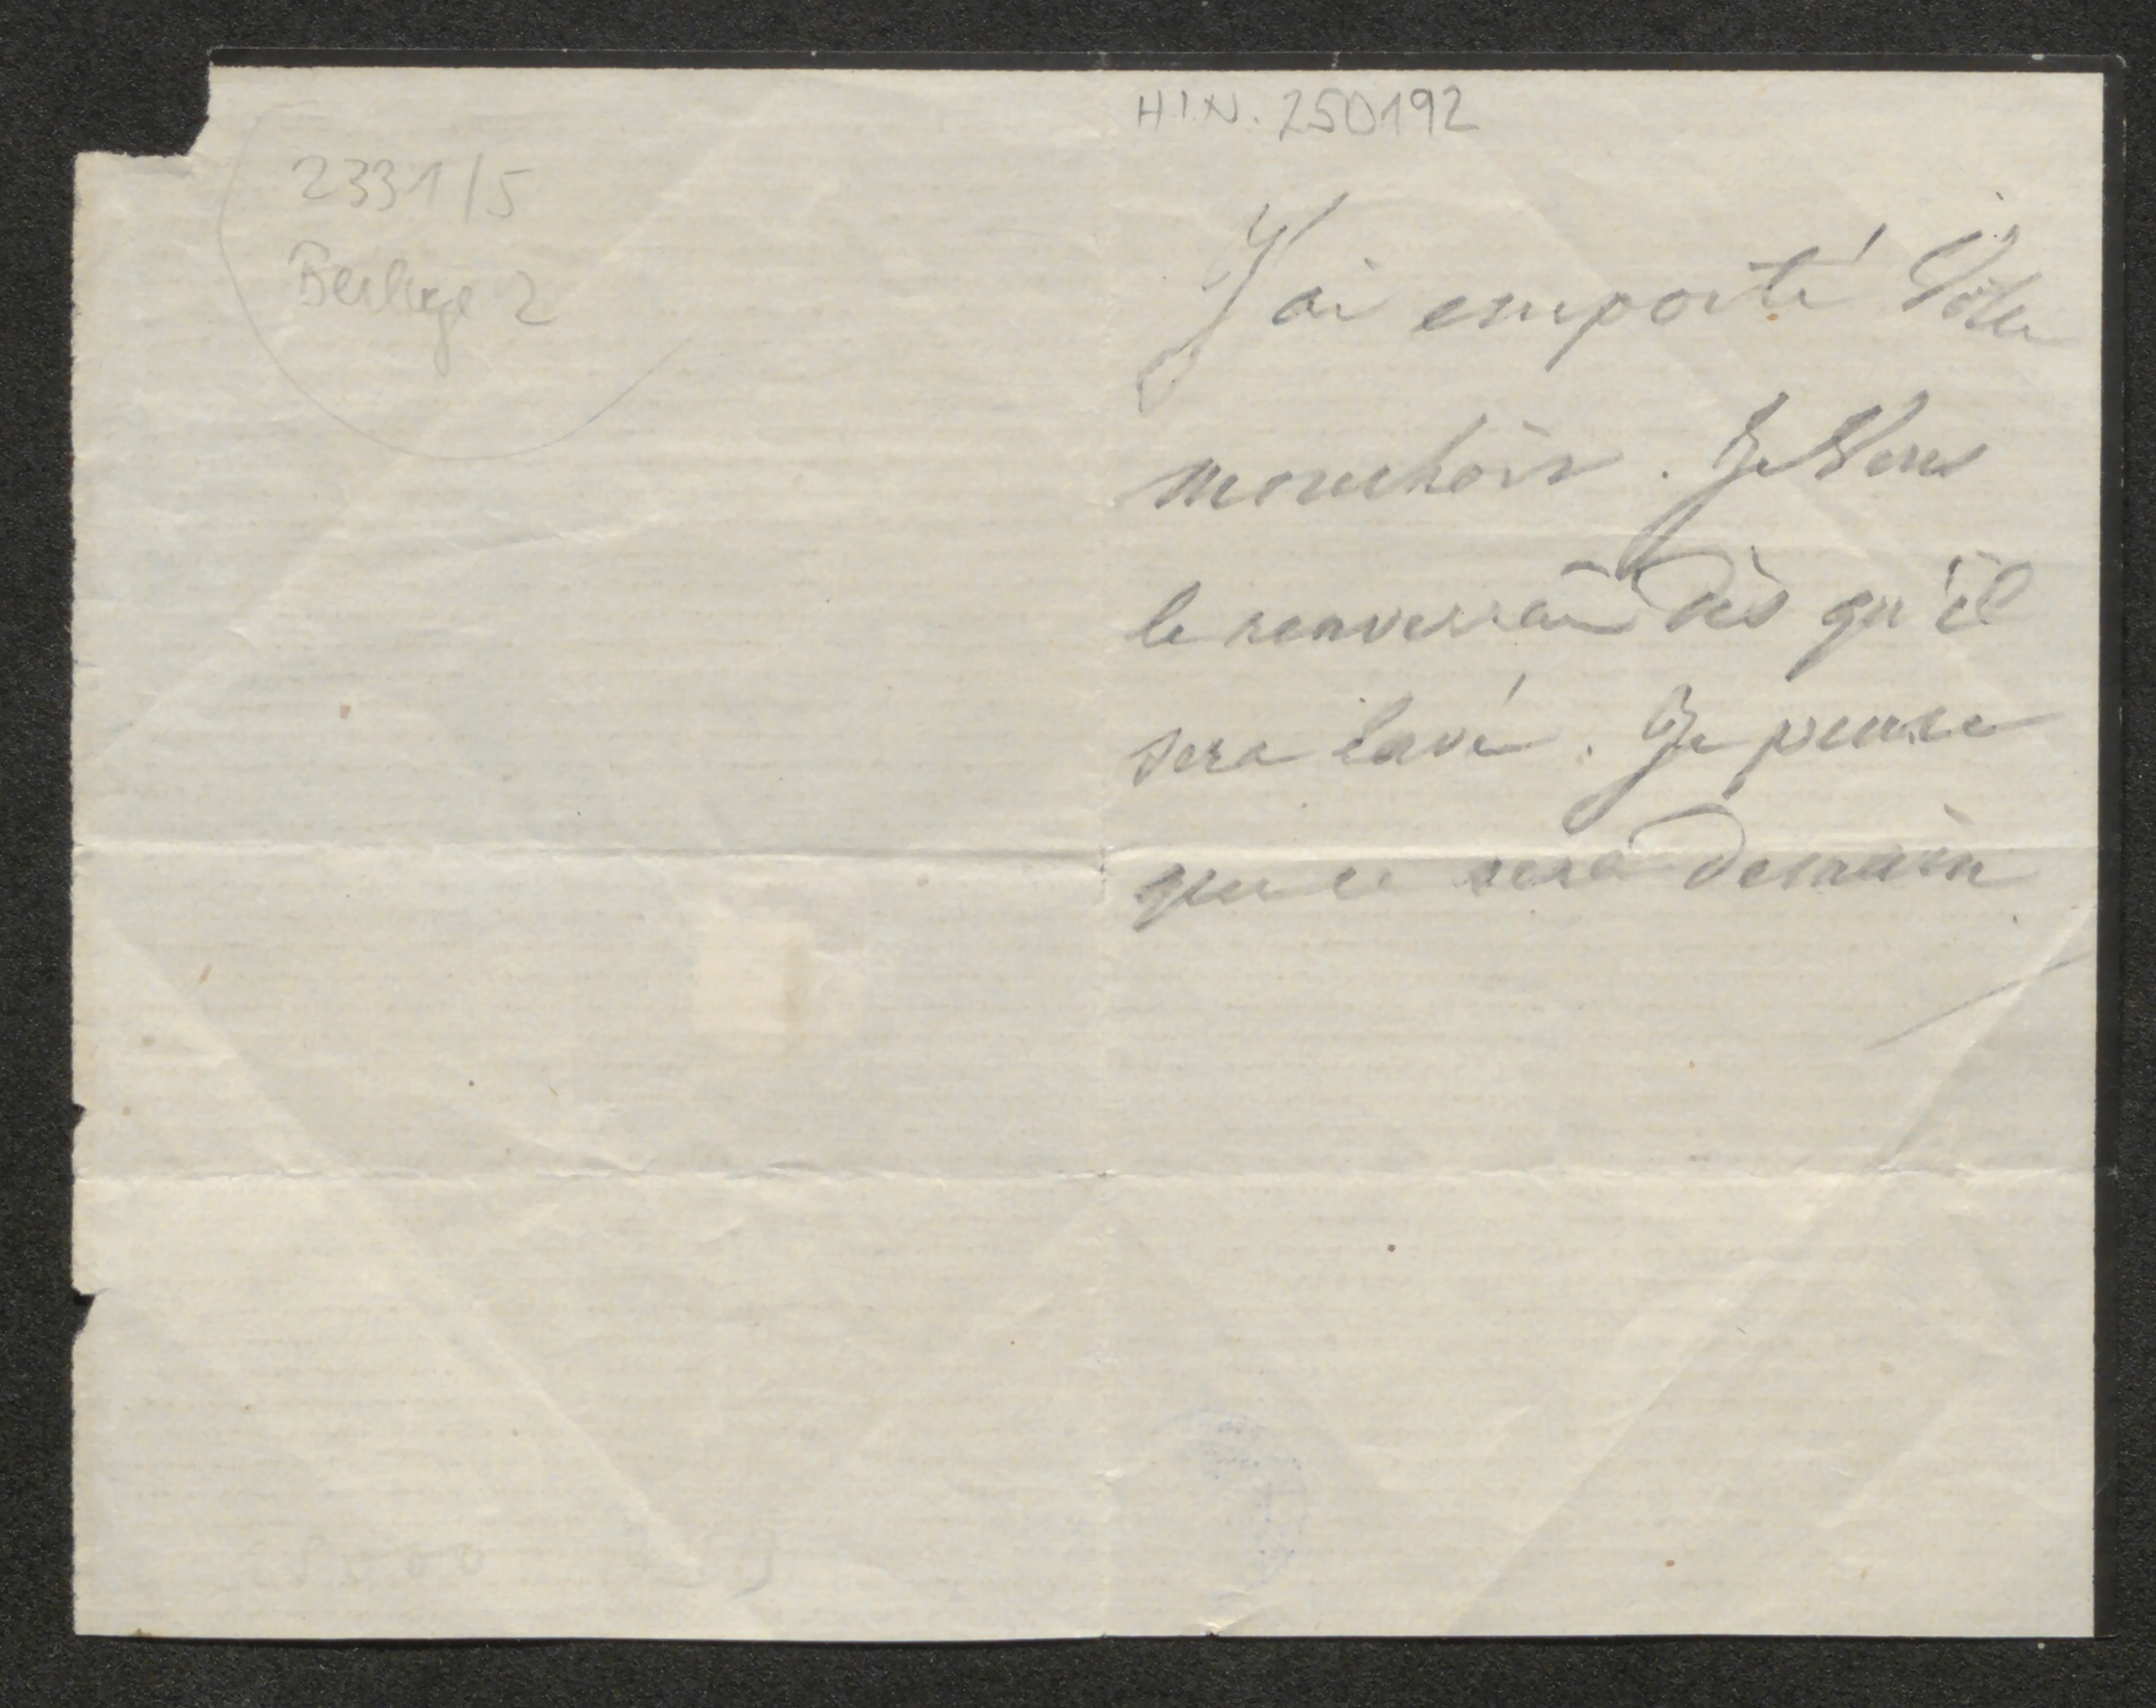 2331/5
Beilage 2
H.I.N. 250192
J'ai emporté Votre
mouchoir. Je Vous
le renverrai dès qu'il
sera lavé. Je pense
que ce sera demain